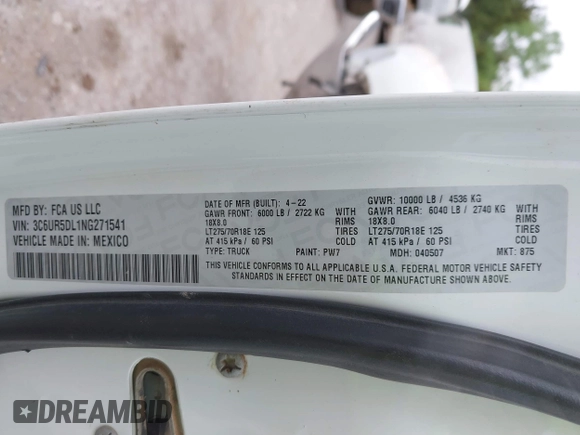 MFD BY: FCA US LLC
VIN: 3C6UR5DL1NG271541
VEHICLE MADE IN: MEXICO
DATE OF MFR (BUILT): 4-22
GAWR FRONT: 6000 LB / 2722 KG
18X8.0
LT275/70R18E 125
AT 415 kPa / 60 PSI
TYPE: TRUCK
WITH
RIMS
TIRES
COLD
PAINT: PW7
GVWR: 10000 LB / 4536 KG
GAWR REAR: 6040 LB / 2740 KG
18X8.0
LT275/70R18E 125
AT 415 kPa / 60 PSI
MDH: 040507
WITH
RIMS
TIRES
COLD
MKT: 875
THIS VEHICLE CONFORMS TO ALL APPLICABLE U.S.A. FEDERAL MOTOR VEHICLE SAFETY
STANDARDS IN EFFECT ON THE DATE OF MANUFACTURE SHOWN ABOVE.
DREAMBID